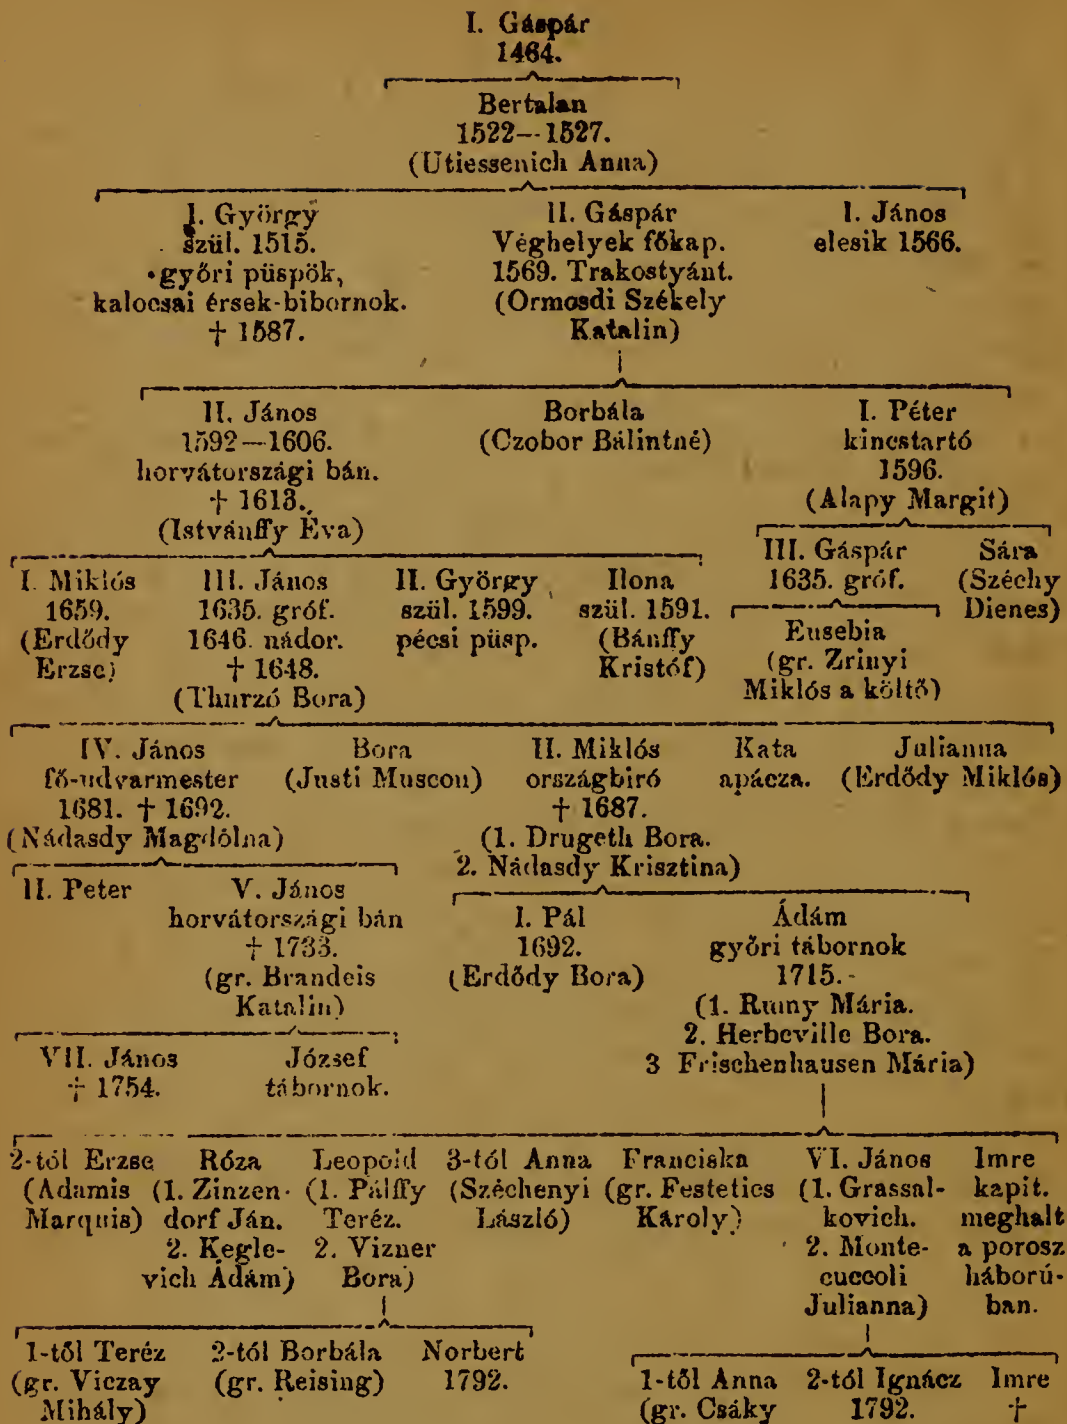 I. Gáspár
1464.
Bertalan
1522—1527.
(Utiessenich Anna)
I. György II. Gáspár I. János
szül. 1515. Véghelyek főkap. elesik 1566.
győri püspök, 1569. Trakostyánt.
kalocsai érsek-bibornok. (Ormosdi Székely
† 1587. Katalin)
II. János Borbála I. Péter
1592—1606. (Czobor Bálintné) kincstartó
horvátországi bán. 1596.
† 1613. (Alapy Margit)
(Istvánffy Éva)
III. Gáspár Sára
I. Miklós III. János II. György Ilona 1635. gróf. (Széchy
1659. 1635. gróf. szül. 1599. szül. 1591. Dienes)
(Erdődy 1646. nádor. pécsi püsp. (Bánffy Eusebia
Erzse) † 1648. Kristóf) (gr. Zrinyi
(Thurzó Bora) Miklós a költő)
IV. János Bora II. Miklós Kata Julianna
fő-udvarmester (Justi Muscon) országbiró apácza. (Erdődy Miklós)
1681. † 1692. † 1687.
(Nádasdy Magdólna) (1. Drugeth Bora.
2. Nádasdy Krisztina)
II. Peter V. János
horvátországi bán I. Pál Ádám
† 1733. 1692. győri tábornok
(gr. Brandeis (Erdődy Bora) 1715.
Katalin) (1. Rumy Mária.
2. Herbeville Bora.
VII. János József 3 Frischenhausen Mária)
† 1754. tábornok.
2-tól Erzse Róza Leopold 3-tól Anna Franciska VI. János Imre
(Adamis (1. Zinzen- (1. Pálffy (Széchenyi (gr. Festetics (1. Grassal- kapit.
Marquis) dorf Ján. Teréz. László) Károly) kovich. meghalt
2. Kegle- 2. Vizner 2. Monte- a porosz
vich Ádám) Bora) cuccoli háború-
Julianna) ban.
1-től Teréz 2-tól Borbála Norbert
(gr. Viczay (gr. Reising) 1792. 1-től Anna 2-tól Ignácz Imre
Mihály) (gr. Csáky 1792. †